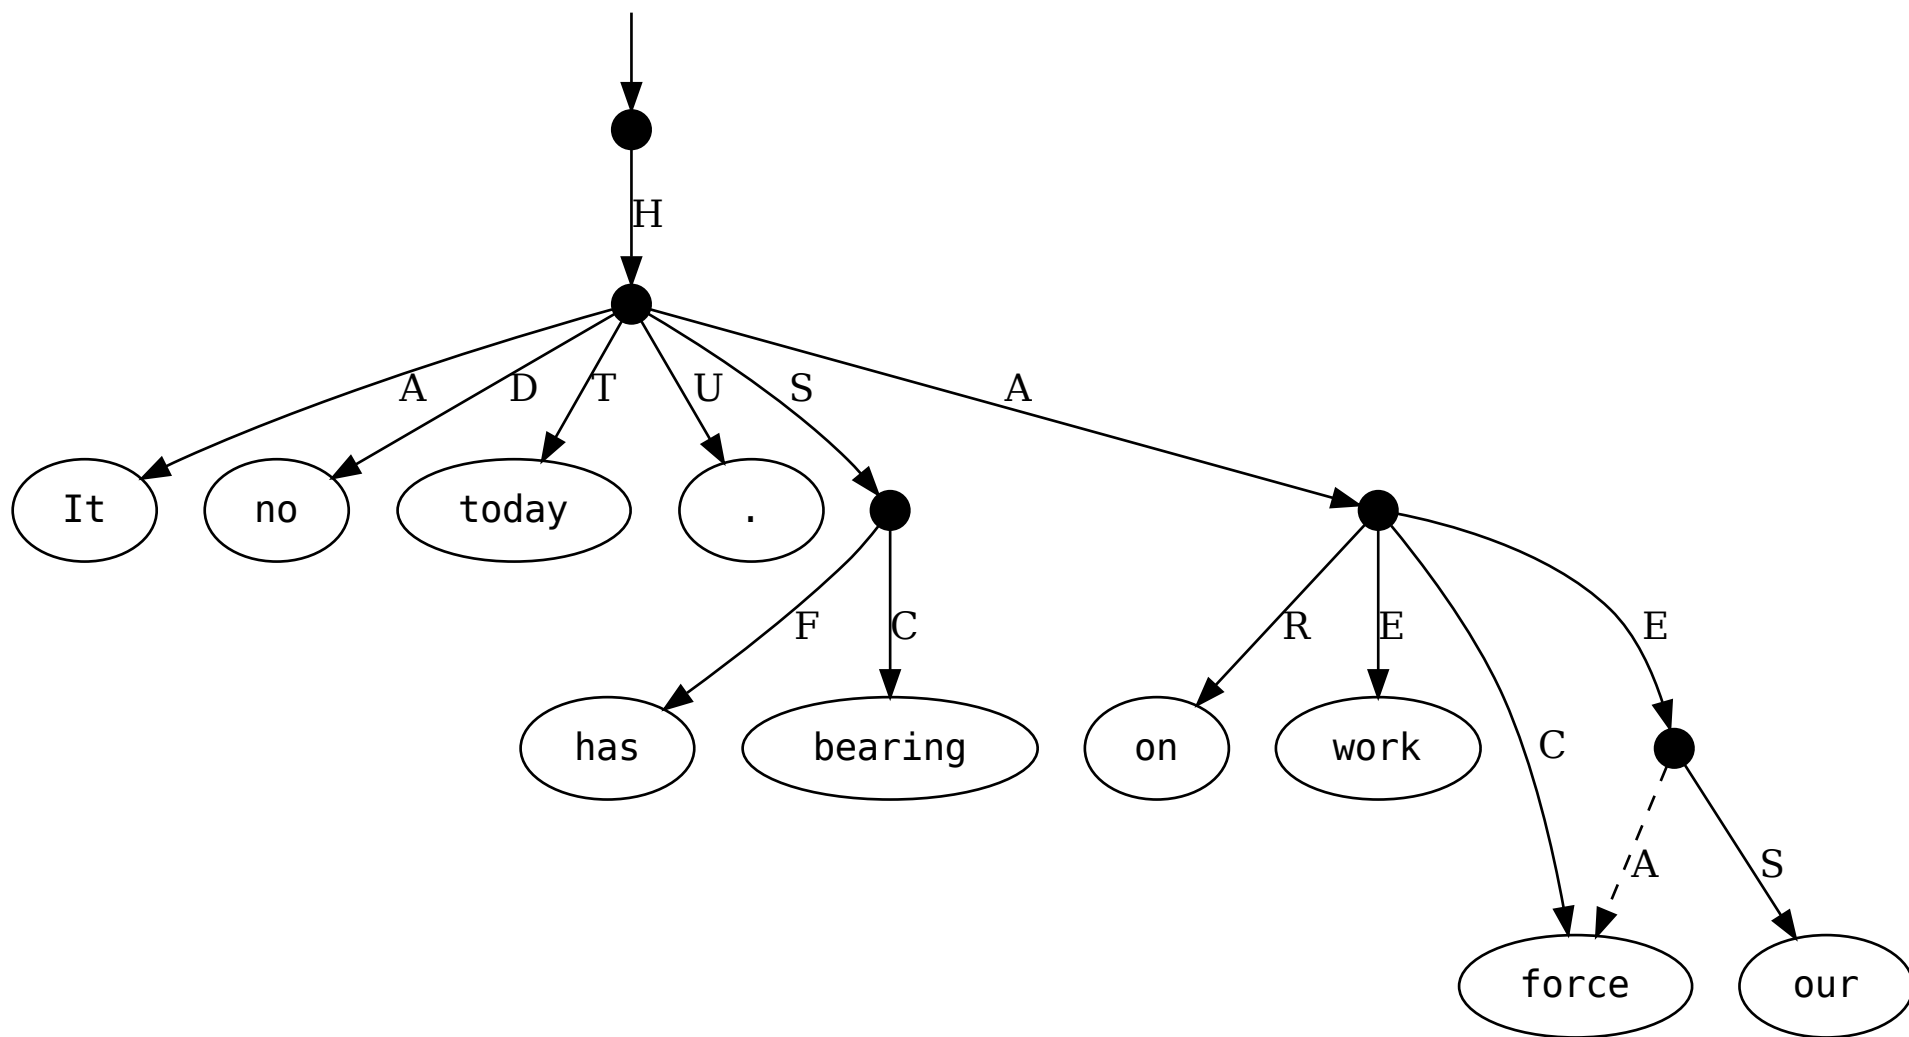 H
A D T U S A
It no today .
F C R E E
has bearing on work C
A S
force our